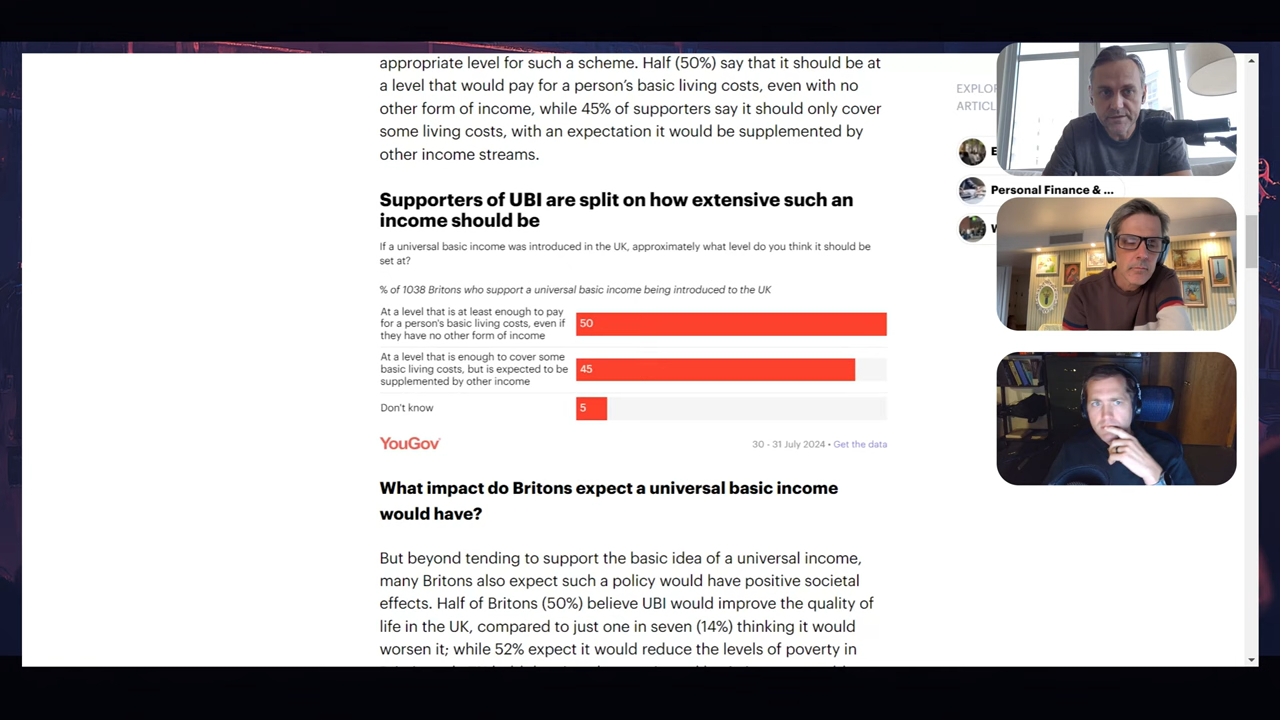 appropriate level for such a scheme. Half (50%) say that it should be at
a level that would pay for a person's basic living costs, even with no
other form of income, while 45% of supporters say it should only cover
some living costs, with an expectation it would be supplemented by
other income streams.
Supporters of UBI are split on how extensive such an
income should be
If a universal basic income was introduced in the UK, approximately what level do you think it should be
set at?
% of 1038 Britons who support a universal basic income being introduced to the UK
At a level that is at least enough to pay
for a person's basic living costs, even if
they have no other form of income
50
At a level that is enough to cover some
basic living costs, but is expected to be
supplemented by other income
45
Don't know
5
YouGov
30 - 31 July 2024 • Get the data
What impact do Britons expect a universal basic income
would have?
But beyond tending to support the basic idea of a universal income,
many Britons also expect such a policy would have positive societal
effects. Half of Britons (50%) believe UBI would improve the quality of
life in the UK, compared to just one in seven (14%) thinking it would
worsen it; while 52% expect it would reduce the levels of poverty in
Personal Finance & ...